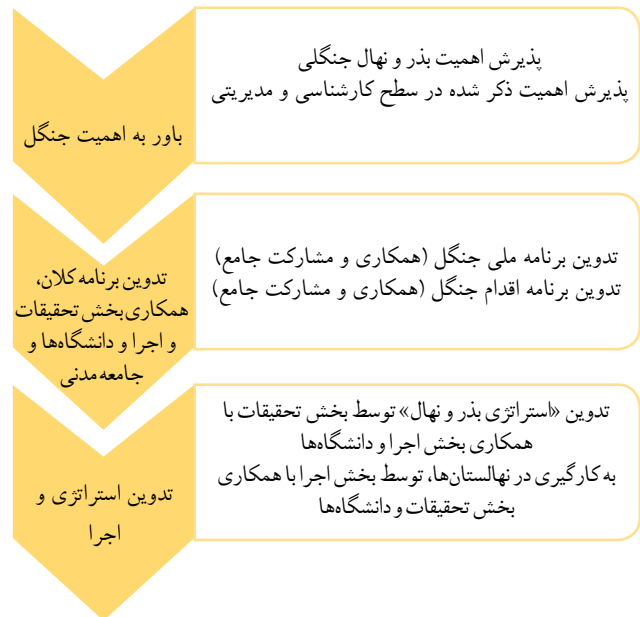 باور به اهمیت جنگل
پذیرش اهمیت بذر و نهال جنگلی
پذیرش اهمیت ذکر شده در سطح کارشناسی و مدیریتی
تدوین برنامه کلان،
همکاری بخش تحقیقات
و اجرا و دانشگاه‌ها و
جامعه مدنی
تدوین برنامه ملی جنگل (همکاری و مشارکت جامع)
تدوین برنامه اقدام جنگل (همکاری و مشارکت جامع)
تدوین استراتژی و
اجرا
تدوین «استراتژی بذر و نهال» توسط بخش تحقیقات با
همکاری بخش اجرا و دانشگاه‌ها
به کارگیری در نهالستان‌ها، توسط بخش اجرا با همکاری
بخش تحقیقات و دانشگاه‌ها